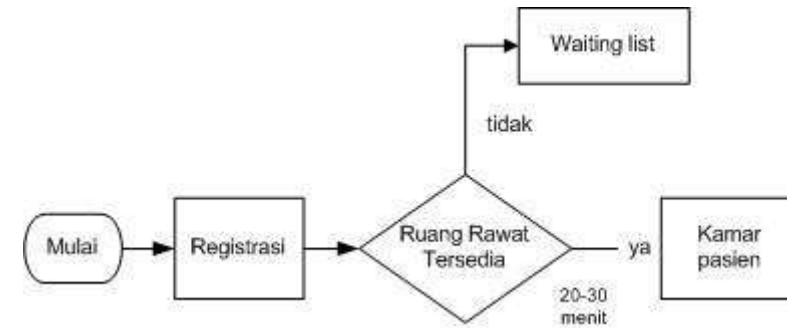 Waiting list
tidak
Mulai
Registrasi
Ruang Rawat
Tersedia
ya
Kamar
pasien
20-30
menit